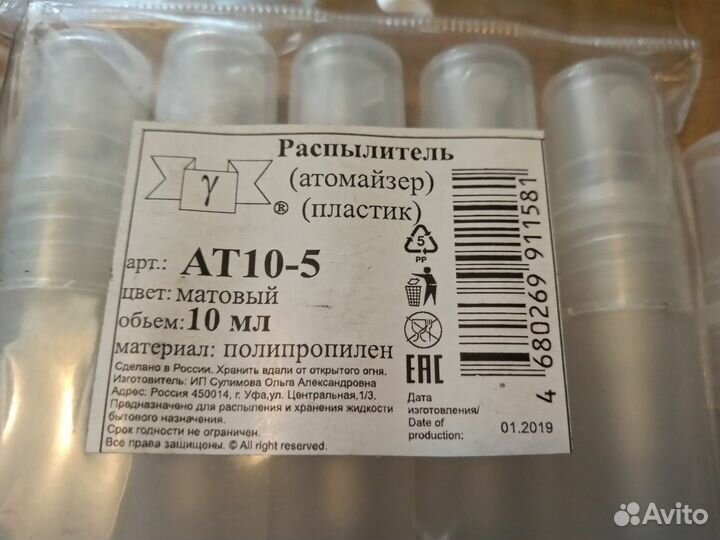 Распылитель
(атомайзер)
γ ® (пластик)
арт.: АТ10-5
цвет: матовый
обьем: 10 мл
материал: полипропилен
Сделано в России. Хранить вдали от открытого огня.
Изготовитель: ИП Сулимова Ольга Александровна
Адрес: Россия 450014, г. Уфа,ул. Центральная,1/3.
Предназначено для распыления и хранения жидкости
бытового назначения.
Срок годности не ограничен.
Все права защищены. © All right reserved.
5
PP
EAC
Дата
изготовления/
Date of
production:
01.2019
4 680269 911581
Avito